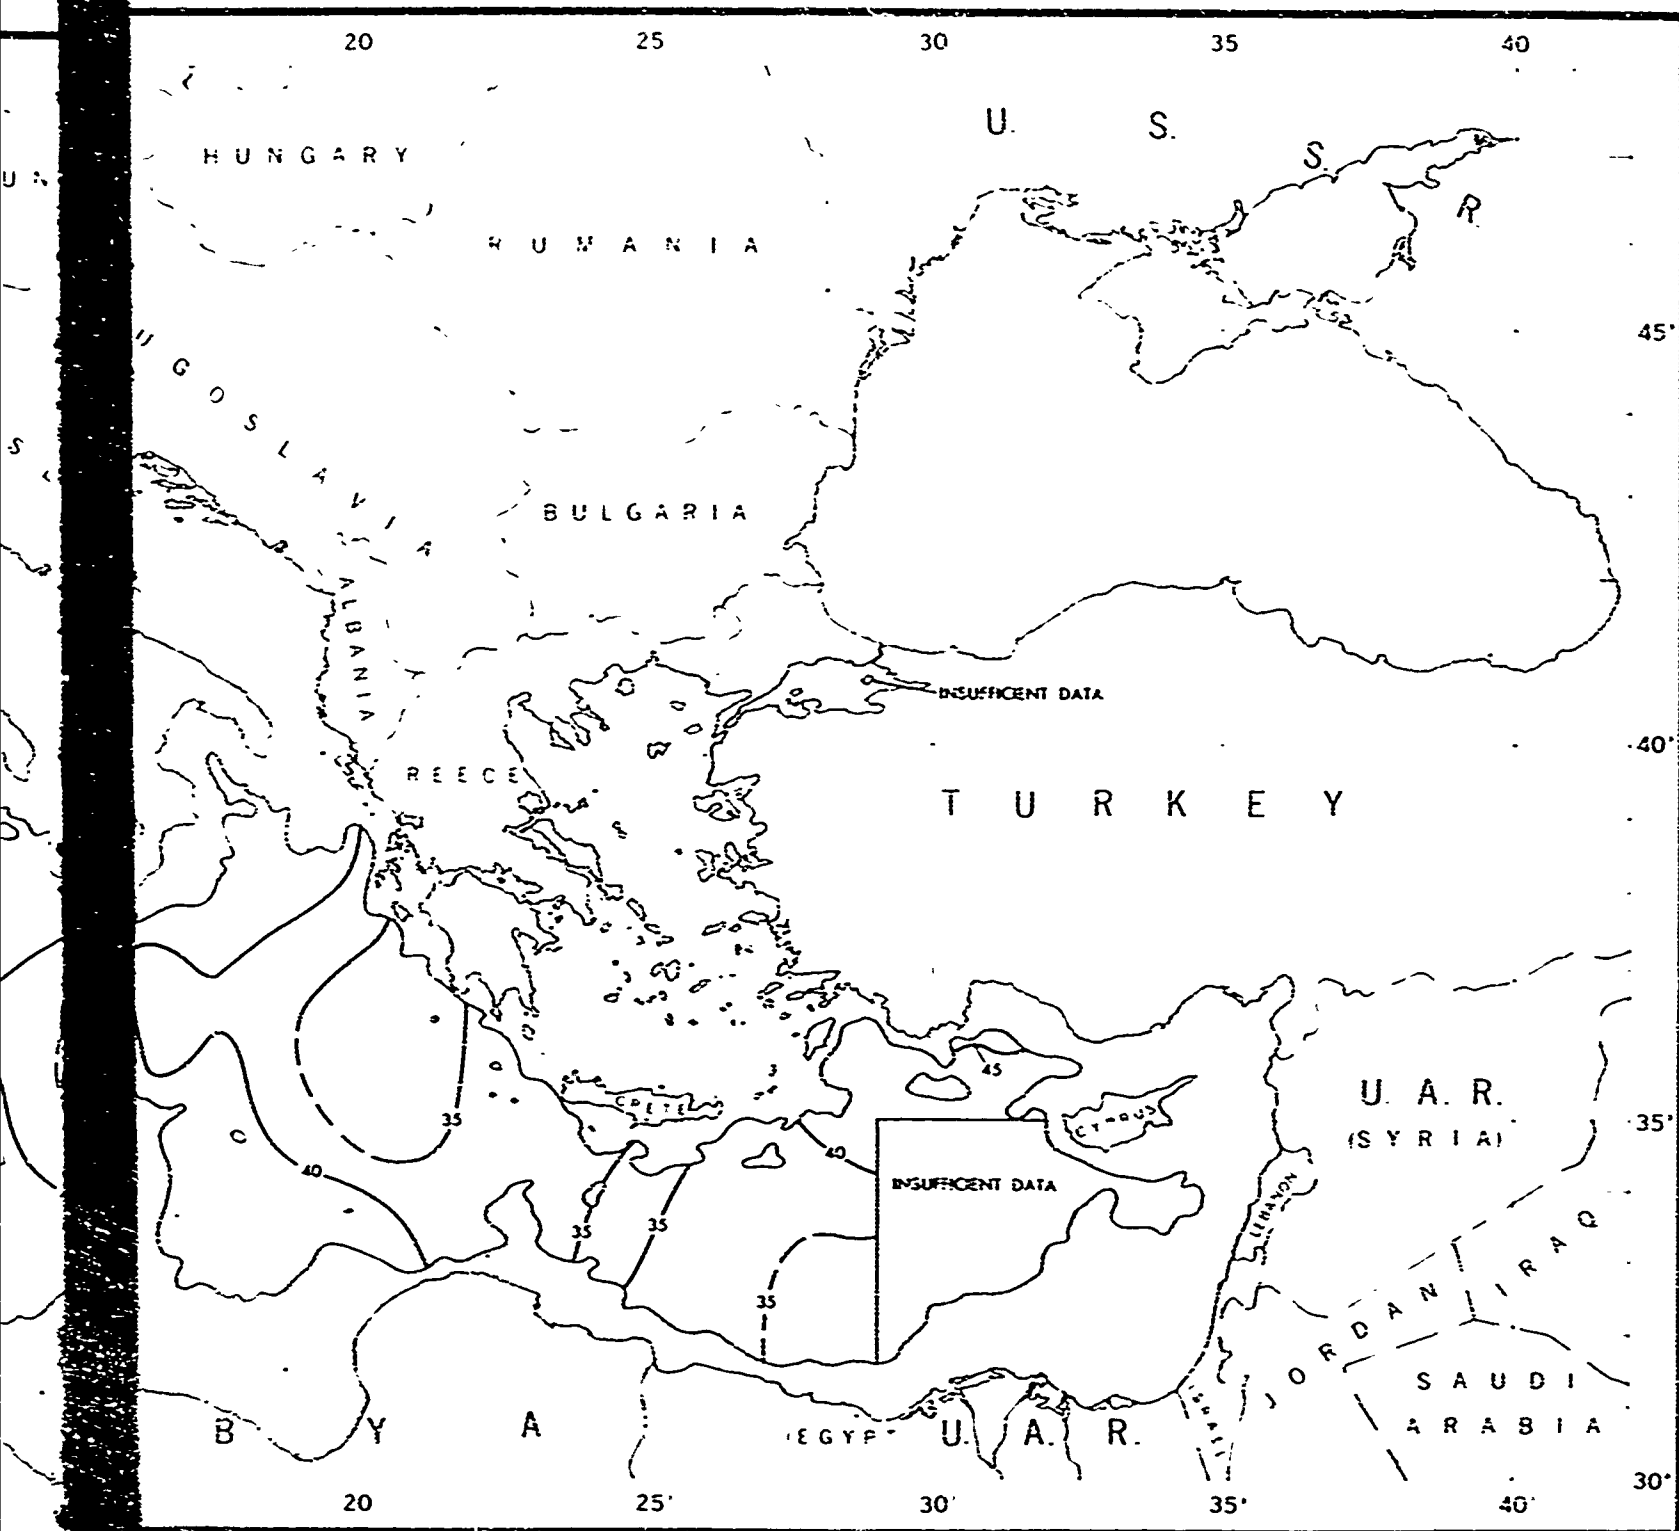 20 25 30 35 40
U. S. S. R.
HUNGARY
RUMANIA
45°
UGOSLAVIA
BULGARIA
ALBANIA
INSUFFICENT DATA
40°
REECE
TURKEY
45
CRETE
CYPRUS
U. A. R.
(SYRIA)
35°
35
40
40
INSUFFICENT DATA
LEBANON
35
35
IRAQ
35
JORDAN
SAUDI
ARABIA
B Y A
EGYPT
U. A. R.
30°
20 25' 30' 35' 40'